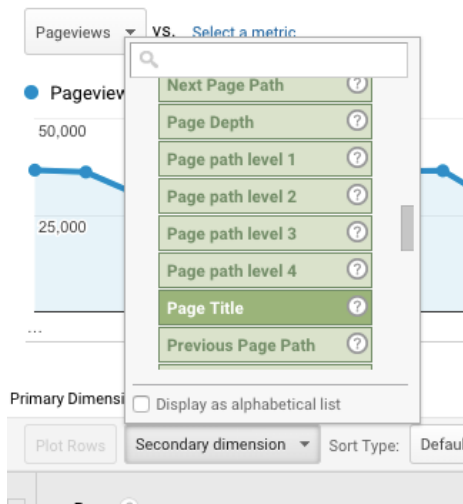 Pageviews VS. Select a metric
Pageview
50,000
25,000
...
Next Page Path ?
Page Depth ?
Page path level 1 ?
Page path level 2 ?
Page path level 3 ?
Page path level 4 ?
Page Title ?
Previous Page Path ?
Display as alphabetical list
Primary Dimensi
Plot Rows Secondary dimension Sort Type: Defau